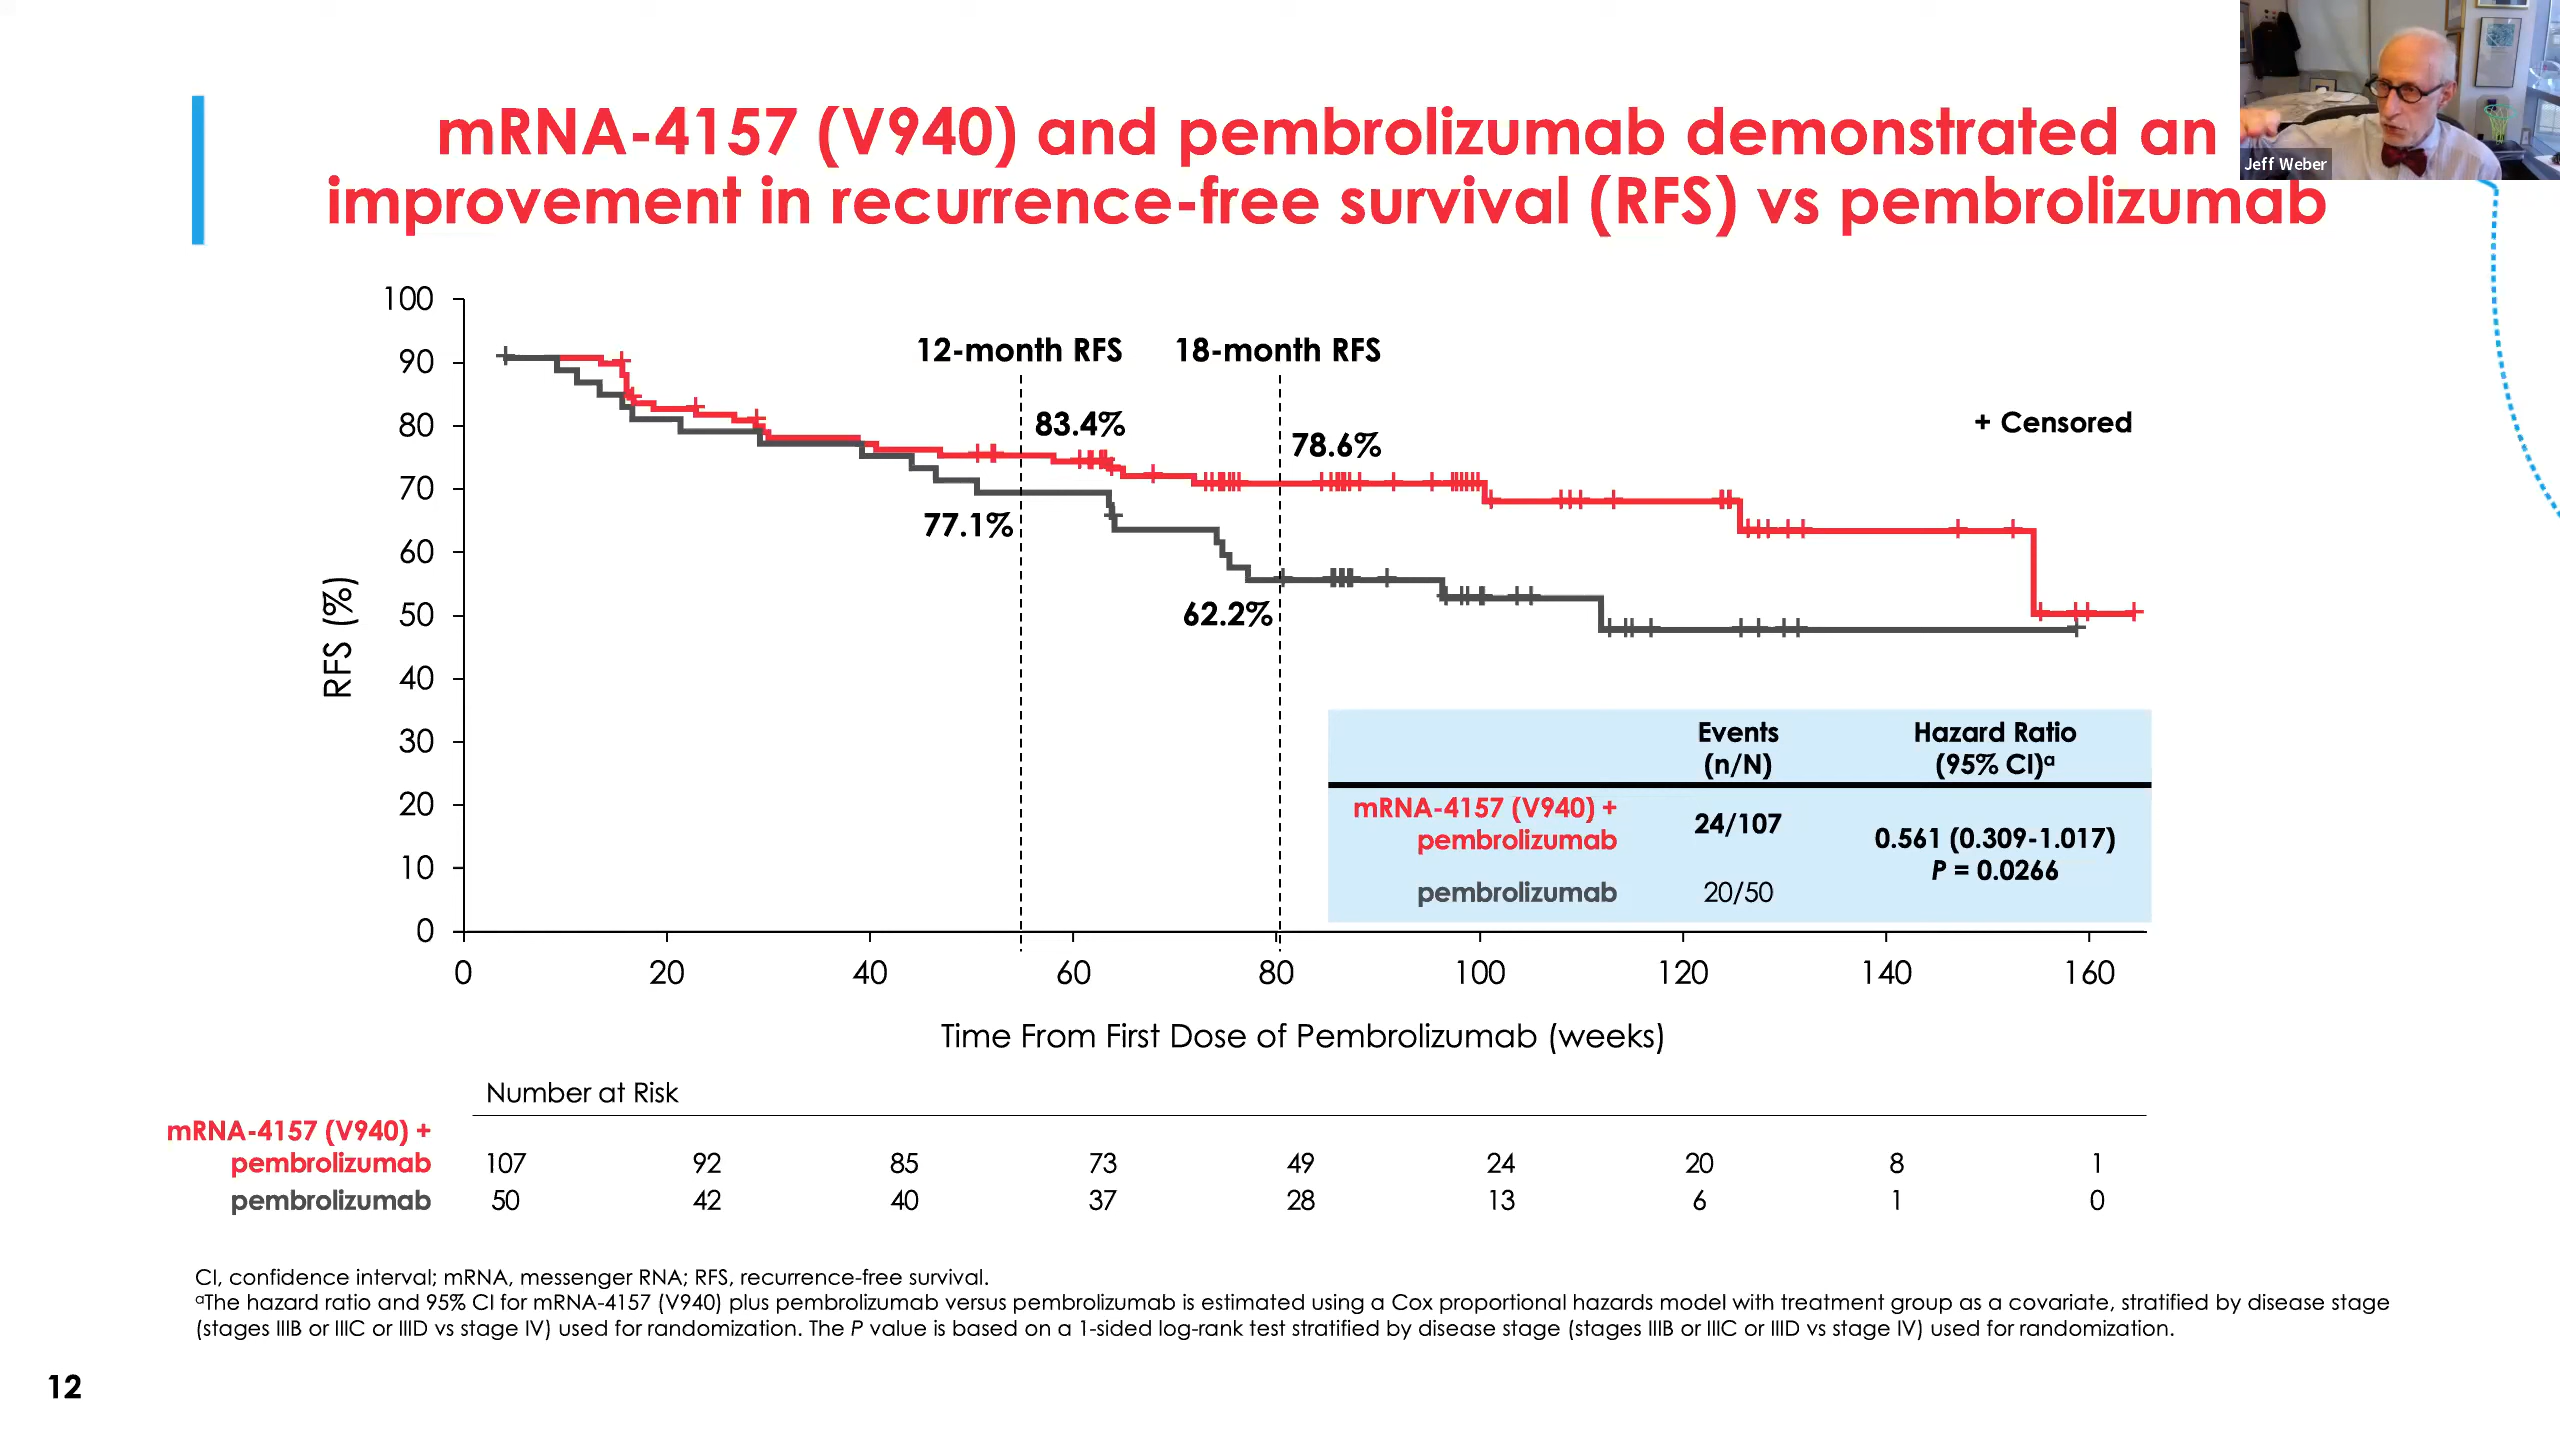 mRNA-4157 (V940) and pembrolizumab demonstrated an
improvement in recurrence-free survival (RFS) vs pembrolizumab
Jeff Weber
RFS (%)
100
90
80
70
60
50
40
30
20
10
0
12-month RFS
18-month RFS
83.4%
78.6%
77.1%
62.2%
+ Censored
Events
(n/N)
Hazard Ratio
(95% CI)ᵃ
mRNA-4157 (V940) +
pembrolizumab
24/107
0.561 (0.309-1.017)
P = 0.0266
pembrolizumab
20/50
0 20 40 60 80 100 120 140 160
Time From First Dose of Pembrolizumab (weeks)
Number at Risk
mRNA-4157 (V940) +
pembrolizumab 107 92 85 73 49 24 20 8 1
pembrolizumab 50 42 40 37 28 13 6 1 0
CI, confidence interval; mRNA, messenger RNA; RFS, recurrence-free survival.
ᵃThe hazard ratio and 95% CI for mRNA-4157 (V940) plus pembrolizumab versus pembrolizumab is estimated using a Cox proportional hazards model with treatment group as a covariate, stratified by disease stage
(stages IIIB or IIIC or IIID vs stage IV) used for randomization. The P value is based on a 1-sided log-rank test stratified by disease stage (stages IIIB or IIIC or IIID vs stage IV) used for randomization.
12